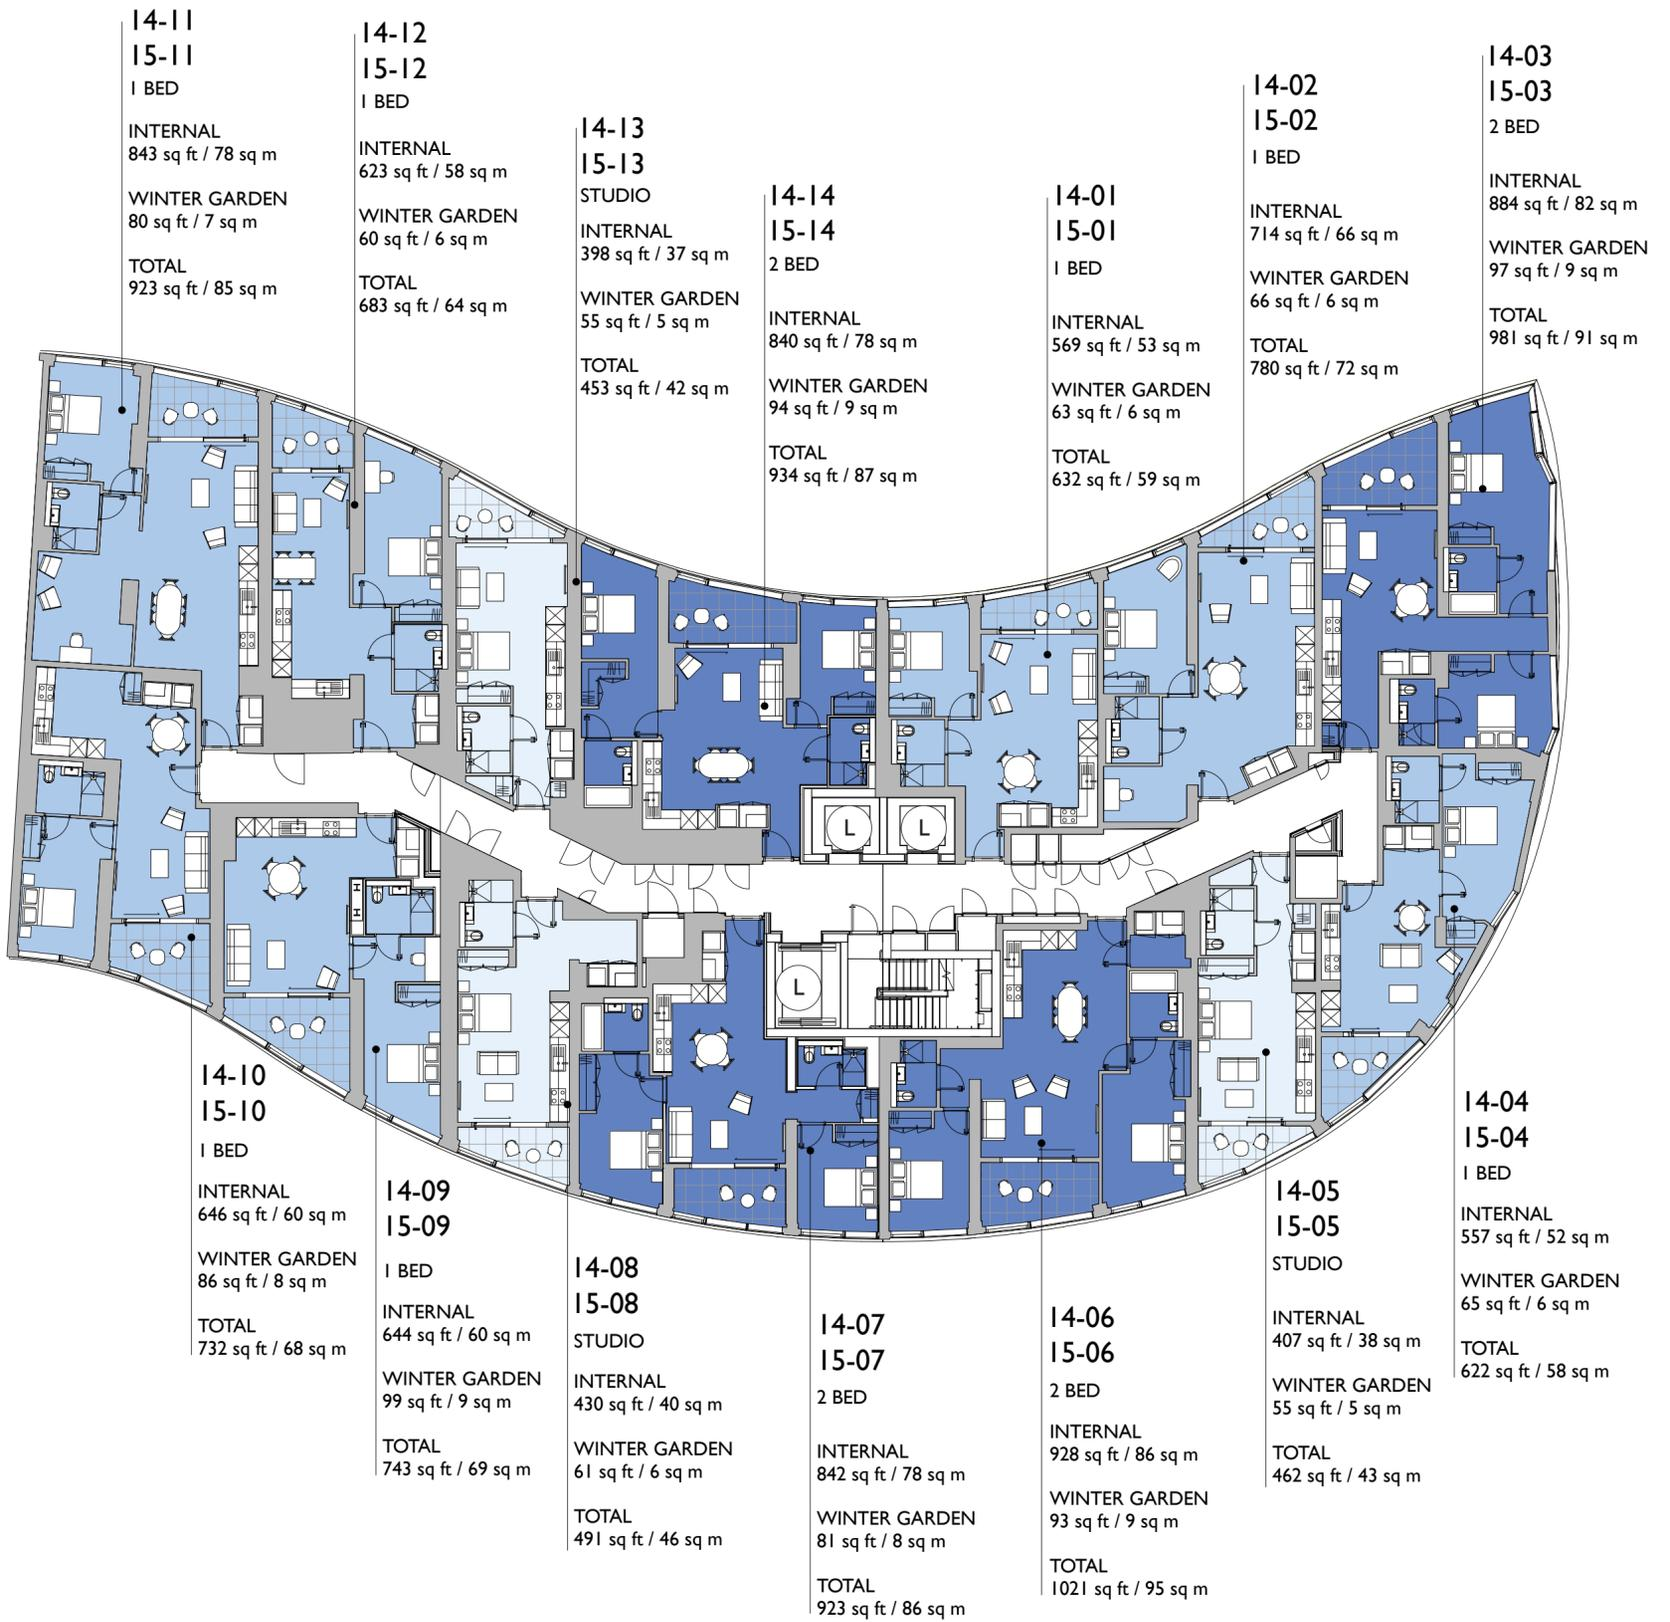 14-11
15-11
1 BED
INTERNAL
843 sq ft / 78 sq m
WINTER GARDEN
80 sq ft / 7 sq m
TOTAL
923 sq ft / 85 sq m
14-12
15-12
1 BED
INTERNAL
623 sq ft / 58 sq m
WINTER GARDEN
60 sq ft / 6 sq m
TOTAL
683 sq ft / 64 sq m
14-13
15-13
STUDIO
INTERNAL
398 sq ft / 37 sq m
WINTER GARDEN
55 sq ft / 5 sq m
TOTAL
453 sq ft / 42 sq m
14-14
15-14
2 BED
INTERNAL
840 sq ft / 78 sq m
WINTER GARDEN
94 sq ft / 9 sq m
TOTAL
934 sq ft / 87 sq m
14-01
15-01
1 BED
INTERNAL
569 sq ft / 53 sq m
WINTER GARDEN
63 sq ft / 6 sq m
TOTAL
632 sq ft / 59 sq m
14-02
15-02
1 BED
INTERNAL
714 sq ft / 66 sq m
WINTER GARDEN
66 sq ft / 6 sq m
TOTAL
780 sq ft / 72 sq m
14-03
15-03
2 BED
INTERNAL
884 sq ft / 82 sq m
WINTER GARDEN
97 sq ft / 9 sq m
TOTAL
981 sq ft / 91 sq m
L
L
H
H
L
14-10
15-10
1 BED
INTERNAL
646 sq ft / 60 sq m
WINTER GARDEN
86 sq ft / 8 sq m
TOTAL
732 sq ft / 68 sq m
14-09
15-09
1 BED
INTERNAL
644 sq ft / 60 sq m
WINTER GARDEN
99 sq ft / 9 sq m
TOTAL
743 sq ft / 69 sq m
14-08
15-08
STUDIO
INTERNAL
430 sq ft / 40 sq m
WINTER GARDEN
61 sq ft / 6 sq m
TOTAL
491 sq ft / 46 sq m
14-07
15-07
2 BED
INTERNAL
842 sq ft / 78 sq m
WINTER GARDEN
81 sq ft / 8 sq m
TOTAL
923 sq ft / 86 sq m
14-06
15-06
2 BED
INTERNAL
928 sq ft / 86 sq m
WINTER GARDEN
93 sq ft / 9 sq m
TOTAL
1021 sq ft / 95 sq m
14-05
15-05
STUDIO
INTERNAL
407 sq ft / 38 sq m
WINTER GARDEN
55 sq ft / 5 sq m
TOTAL
462 sq ft / 43 sq m
14-04
15-04
1 BED
INTERNAL
557 sq ft / 52 sq m
WINTER GARDEN
65 sq ft / 6 sq m
TOTAL
622 sq ft / 58 sq m